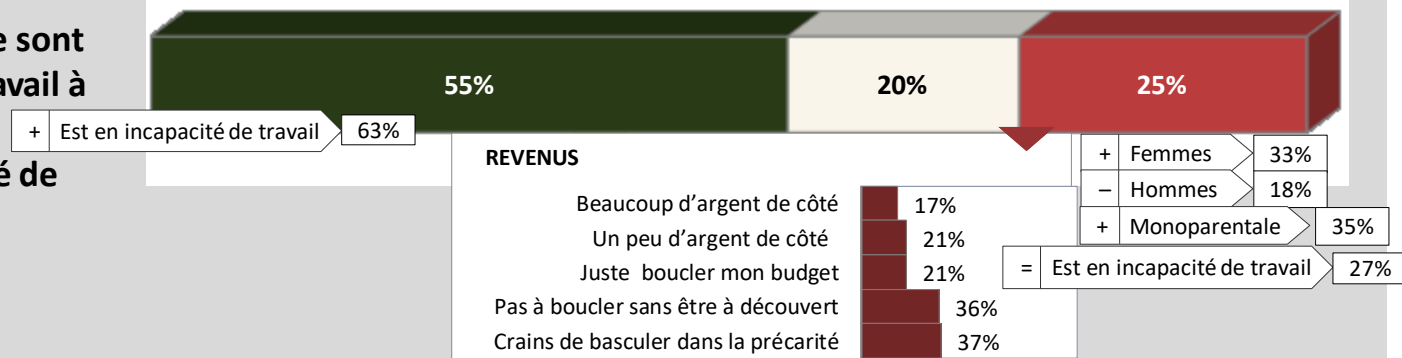 e sont
avail à
é de
55%
20%
25%
+ Est en incapacité de travail 63%
REVENUS
Beaucoup d’argent de côté 17%
Un peu d’argent de côté 21%
Juste boucler mon budget 21%
Pas à boucler sans être à découvert 36%
Crains de basculer dans la précarité 37%
+ Femmes 33%
– Hommes 18%
+ Monoparentale 35%
= Est en incapacité de travail 27%